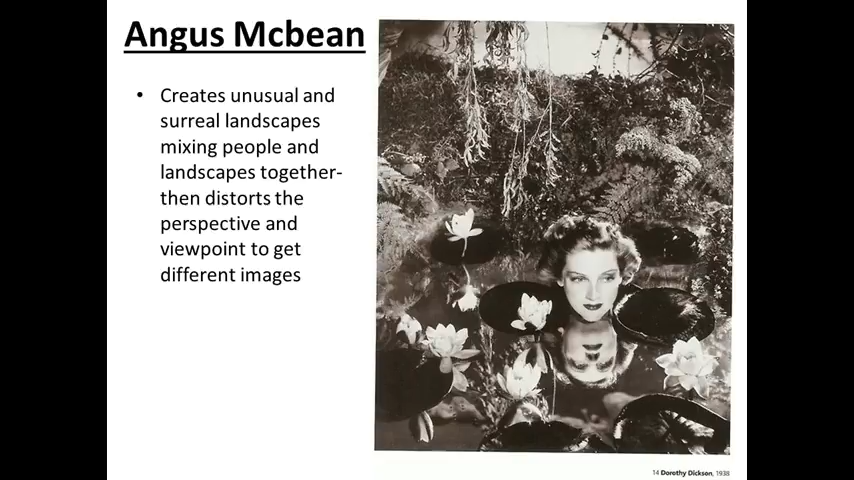 Angus Mcbean
• Creates unusual and
surreal landscapes
mixing people and
landscapes together-
then distorts the
perspective and
viewpoint to get
different images
14 Dorothy Dickson, 1938